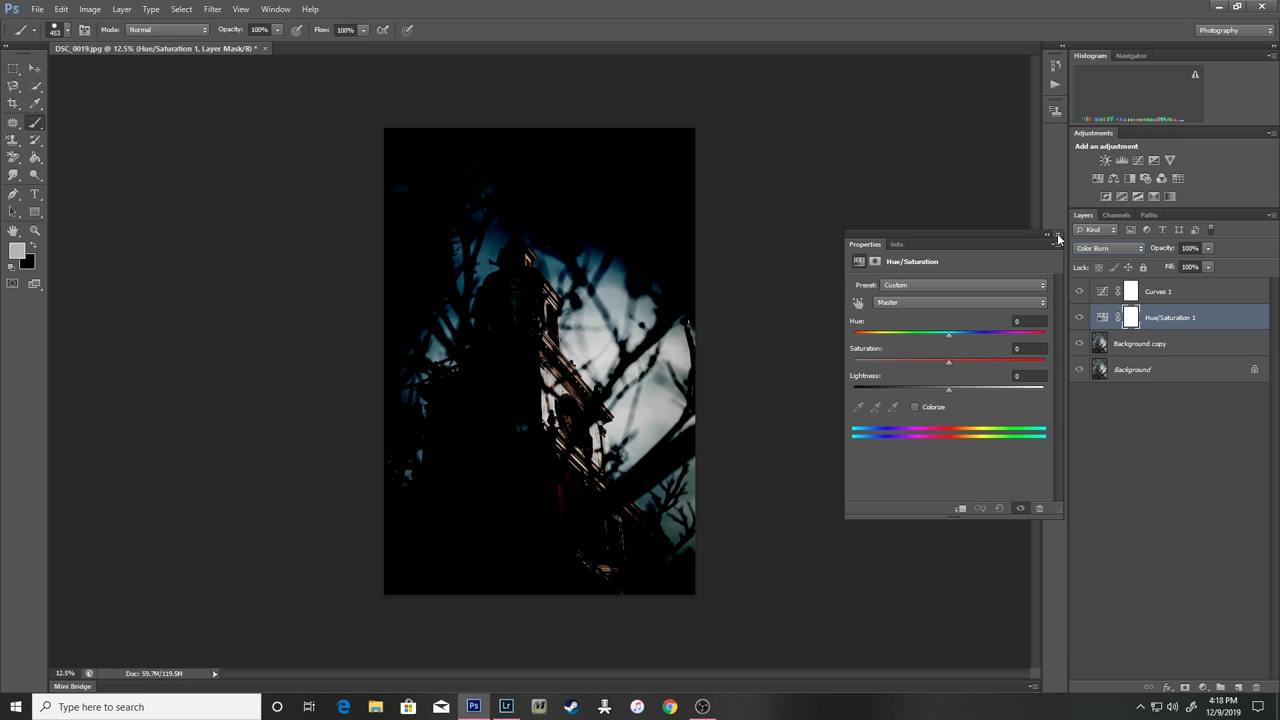 Ps File Edit Image Layer Type Select Filter View Window Help
453 Mode: Normal Opacity: 100% Flow: 100% Photography
DSC_0019.jpg @ 12.5% (Hue/Saturation 1, Layer Mask/8) * ×
Histogram Navigator
Adjustments
Add an adjustment
Layers Channels Paths
Kind
Color Burn Opacity: 100%
Lock: Fill: 100%
Curves 1
Hue/Saturation 1
Background copy
Background
Properties Info
Hue/Saturation
Preset: Custom
Master
Hue: 0
Saturation: 0
Lightness: 0
Colorize
12.5% Doc: 59.7M/119.5M
Mini Bridge
Type here to search
Ps Lr M
4:18 PM
12/9/2019